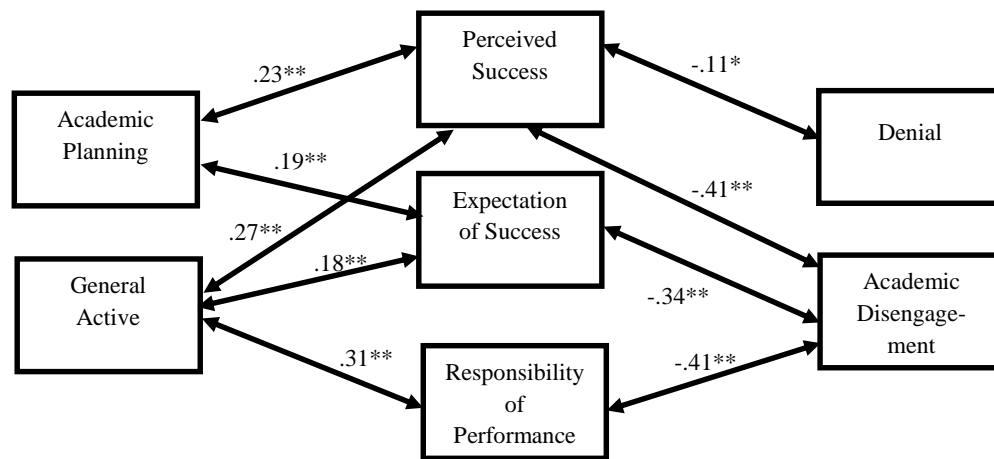 Perceived
Success
.23**
-.11*
Academic
Planning
Denial
.19**
-.41**
Expectation
of Success
.27**
.18**
General
Active
Academic
Disengage-
ment
-.34**
.31**
-.41**
Responsibility
of
Performance